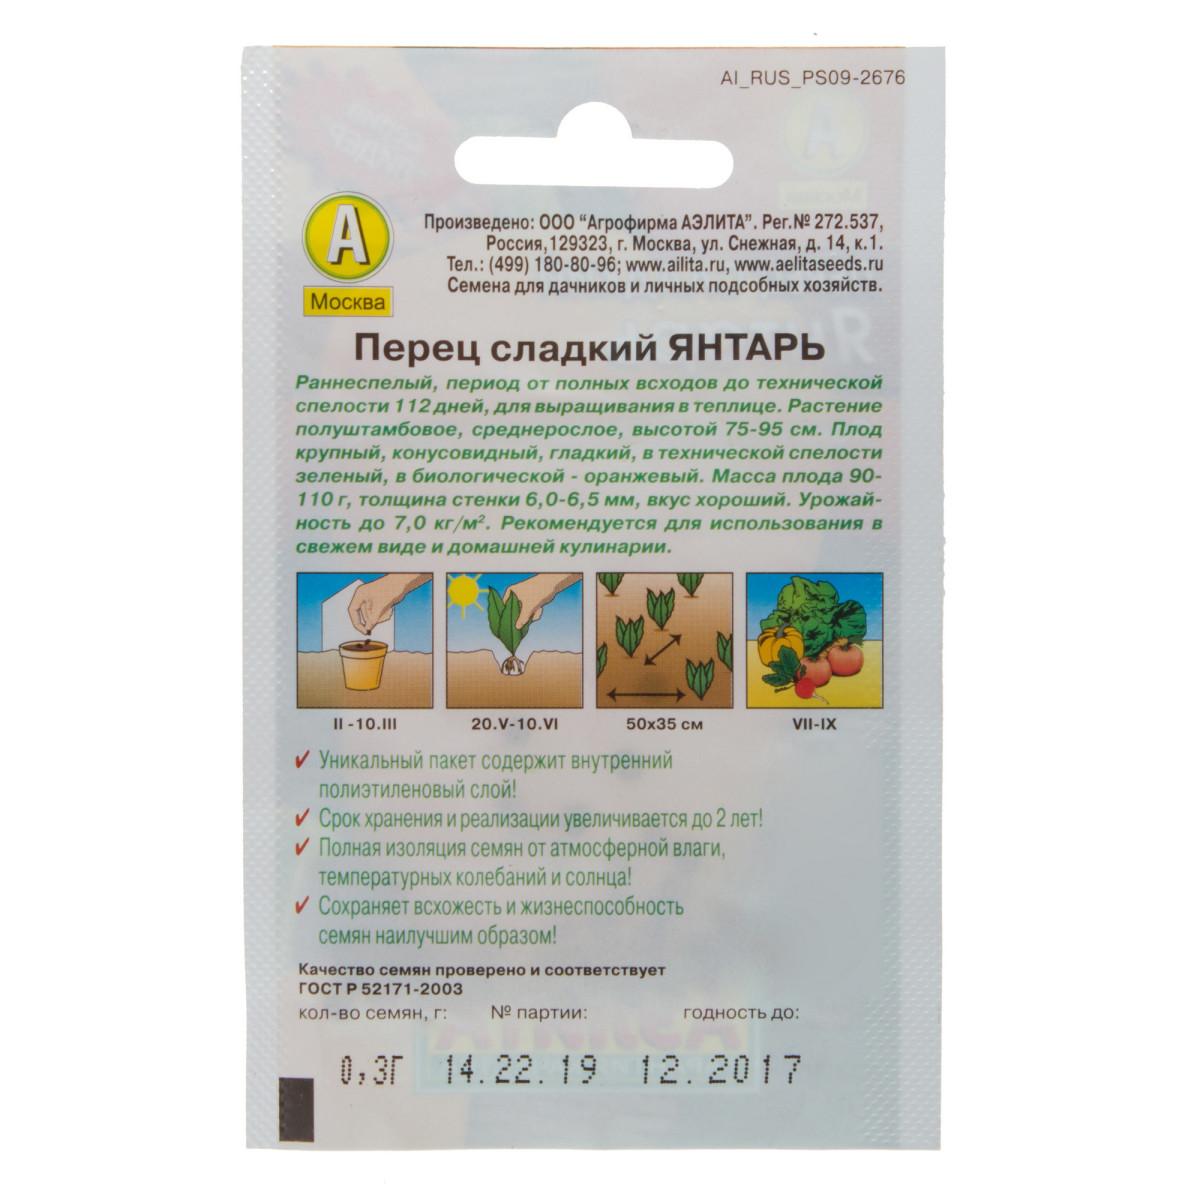 AI_RUS_PS09-2676
А
Москва
Произведено: ООО “Агрофирма АЭЛИТА”. Рег.№ 272.537,
Россия,129323, г. Москва, ул. Снежная, д. 14, к.1.
Тел.: (499) 180-80-96; www.ailita.ru, www.aelitaseeds.ru
Семена для дачников и личных подсобных хозяйств.
Перец сладкий ЯНТАРЬ
Раннеспелый, период от полных всходов до технической
спелости 112 дней, для выращивания в теплице. Растение
полуштамбовое, среднерослое, высотой 75-95 см. Плод
крупный, конусовидный, гладкий, в технической спелости
зеленый, в биологической - оранжевый. Масса плода 90-
110 г, толщина стенки 6,0-6,5 мм, вкус хороший. Урожай-
ность до 7,0 кг/м². Рекомендуется для использования в
свежем виде и домашней кулинарии.
II -10.III 20.V-10.VI 50x35 см VII-IX
✓ Уникальный пакет содержит внутренний
полиэтиленовый слой!
✓ Срок хранения и реализации увеличивается до 2 лет!
✓ Полная изоляция семян от атмосферной влаги,
температурных колебаний и солнца!
✓ Сохраняет всхожесть и жизнеспособность
семян наилучшим образом!
Качество семян проверено и соответствует
ГОСТ Р 52171-2003
кол-во семян, г: № партии: годность до:
0,3Г 14.22.19 12.2017